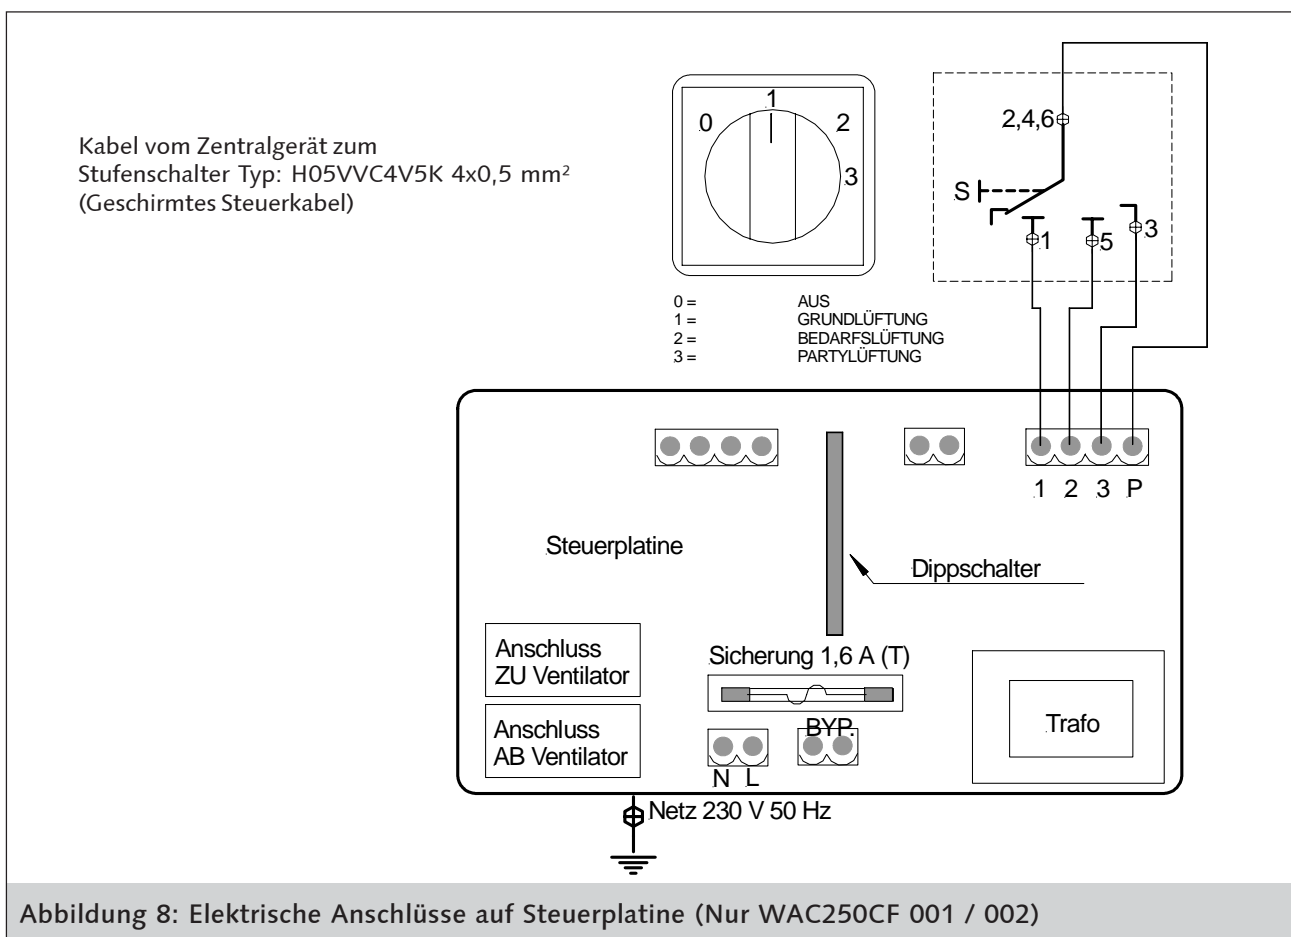 Kabel vom Zentralgerät zum
Stufenschalter Typ: H05VVC4V5K 4x0,5 mm²
(Geschirmtes Steuerkabel)
1
0
2
3
2,4,6
S
1
5
3
0 = AUS
1 = GRUNDLÜFTUNG
2 = BEDARFSLÜFTUNG
3 = PARTYLÜFTUNG
1 2 3 P
Steuerplatine
Dippschalter
Anschluss
ZU Ventilator
Sicherung 1,6 A (T)
Anschluss
AB Ventilator
BYP.
Trafo
N L
Netz 230 V 50 Hz
Abbildung 8: Elektrische Anschlüsse auf Steuerplatine (Nur WAC250CF 001 / 002)